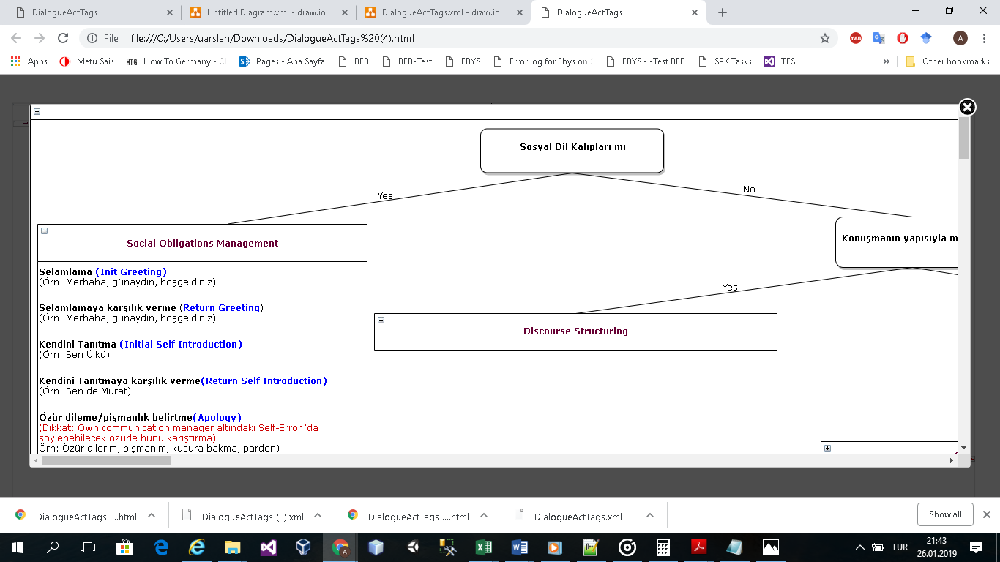 DialogueActTags
Untitled Diagram.xml - draw.io
DialogueActTags.xml - draw.io
DialogueActTags
File
file:///C:/Users/uarslan/Downloads/DialogueActTags%20(4).html
YAB
A
Apps
Metu Sais
HTG How To Germany - C
Pages - Ana Sayfa
BEB
BEB-Test
EBYS
Error log for Ebys on
EBYS - -Test BEB
SPK Tasks
TFS
»
Other bookmarks
Sosyal Dil Kalıpları mı
Yes
No
Social Obligations Management
Konuşmanın yapısıyla m
Selamlama (Init Greeting)
(Örn: Merhaba, günaydın, hoşgeldiniz)
Yes
Selamlamaya karşılık verme (Return Greeting)
(Örn: Merhaba, günaydın, hoşgeldiniz)
Discourse Structuring
Kendini Tanıtma (Initial Self Introduction)
(Örn: Ben Ülkü)
Kendini Tanıtmaya karşılık verme(Return Self Introduction)
(Örn: Ben de Murat)
Özür dileme/pişmanlık belirtme(Apology)
(Dikkat: Own communication manager altındaki Self-Error 'da
söylenebilecek özürle bunu karıştırma)
Örn: Özür dilerim, pişmanım, kusura bakma, pardon)
DialogueActTags ....html
DialogueActTags (3).xml
DialogueActTags ....html
DialogueActTags.xml
Show all
TUR
21:43
26.01.2019